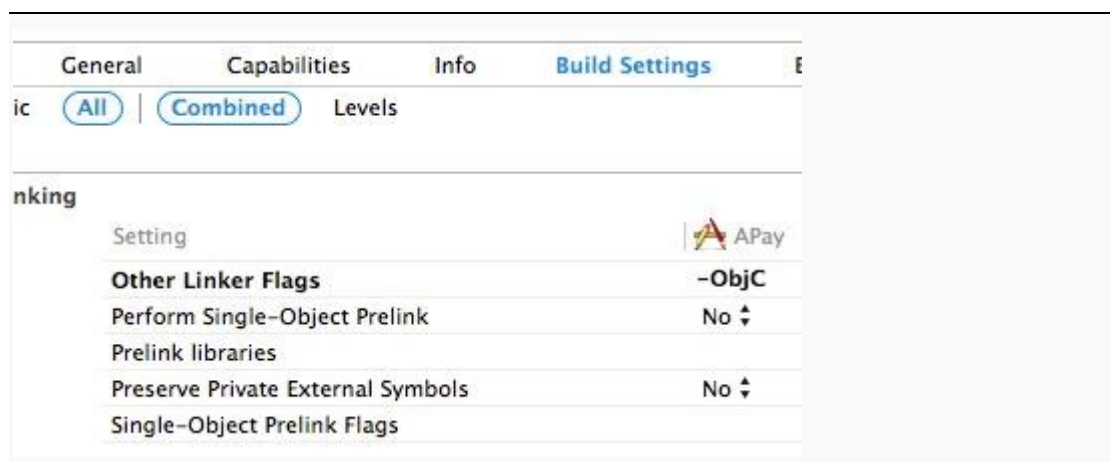 General Capabilities Info Build Settings
ic All Combined Levels
nking
Setting APay
Other Linker Flags -ObjC
Perform Single-Object Prelink No
Prelink libraries
Preserve Private External Symbols No
Single-Object Prelink Flags